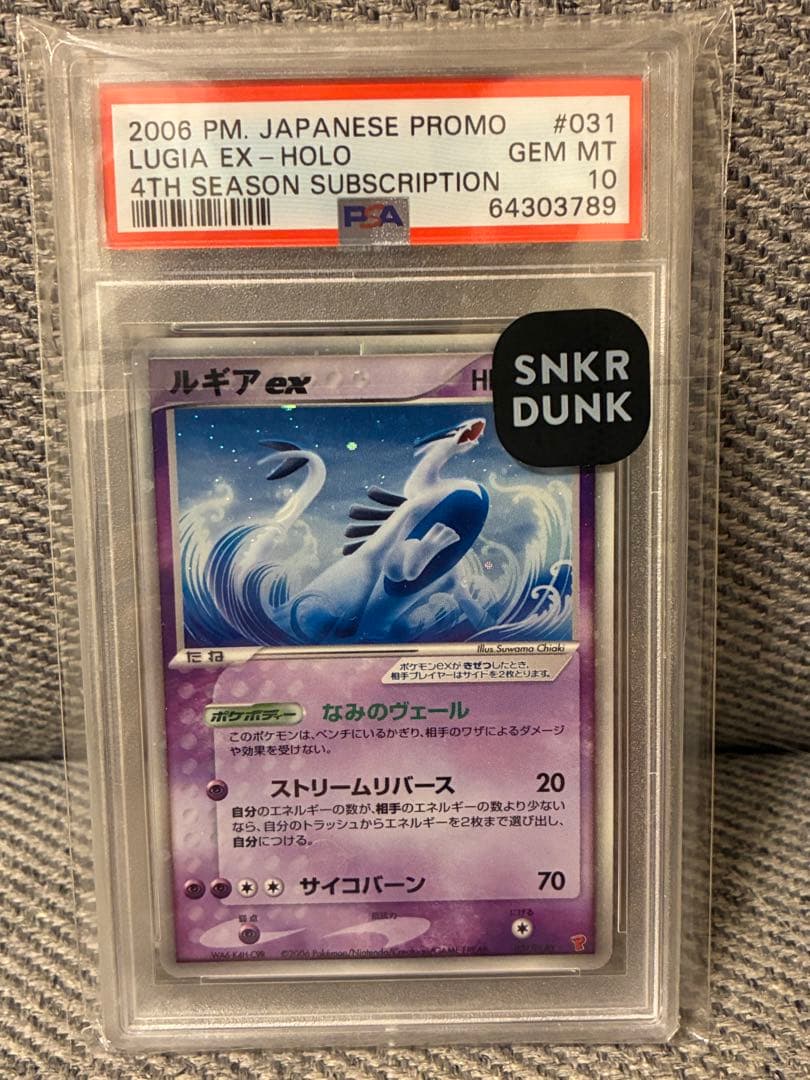 2006 PM. JAPANESE PROMO #031
LUGIA EX-HOLO GEM MT
4TH SEASON SUBSCRIPTION 10
PSA 64303789
SNKR
DUNK
ルギアex
Illus. Suwama Chiaki
たね
ポケモンexがきぜつしたとき、
相手プレイヤーはサイドを2枚とります。
ポケボディー なみのヴェール
このポケモンは、ベンチにいるかぎり、相手のワザによるダメージ
や効果を受けない。
ストリームリバース 20
自分のエネルギーの数が、相手のエネルギーの数より少ない
なら、自分のトラッシュからエネルギーを2枚まで選び出し、
自分につける。
サイコバーン 70
弱点 抵抗力 にげる
©2006 Pokémon/Nintendo/